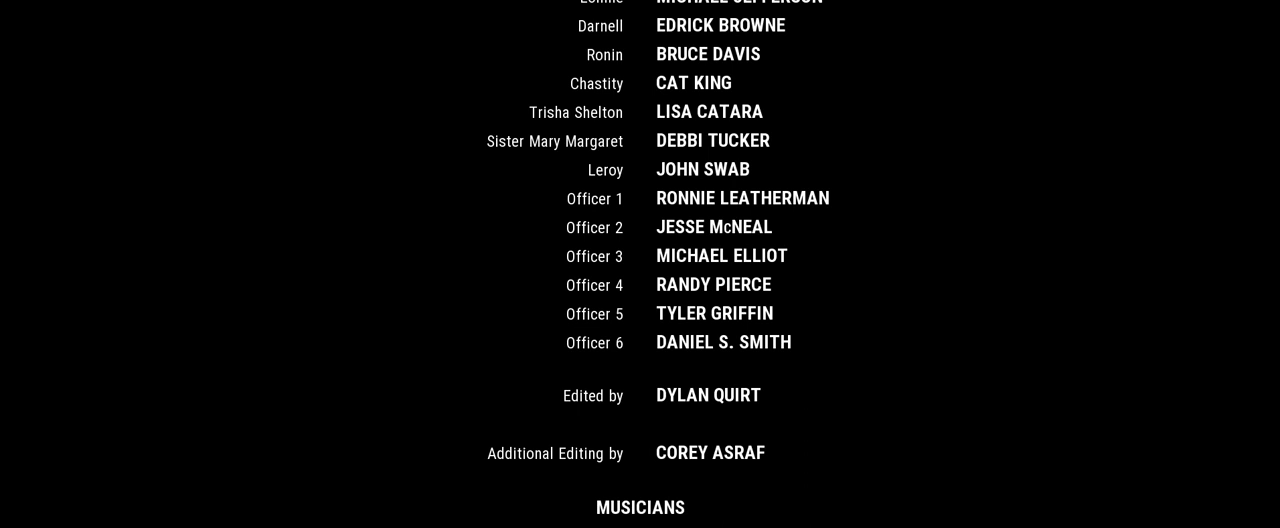 Darnell EDRICK BROWNE
Ronin BRUCE DAVIS
Chastity CAT KING
Trisha Shelton LISA CATARA
Sister Mary Margaret DEBBI TUCKER
Leroy JOHN SWAB
Officer 1 RONNIE LEATHERMAN
Officer 2 JESSE McNEAL
Officer 3 MICHAEL ELLIOT
Officer 4 RANDY PIERCE
Officer 5 TYLER GRIFFIN
Officer 6 DANIEL S. SMITH
Edited by DYLAN QUIRT
Additional Editing by COREY ASRAF
MUSICIANS